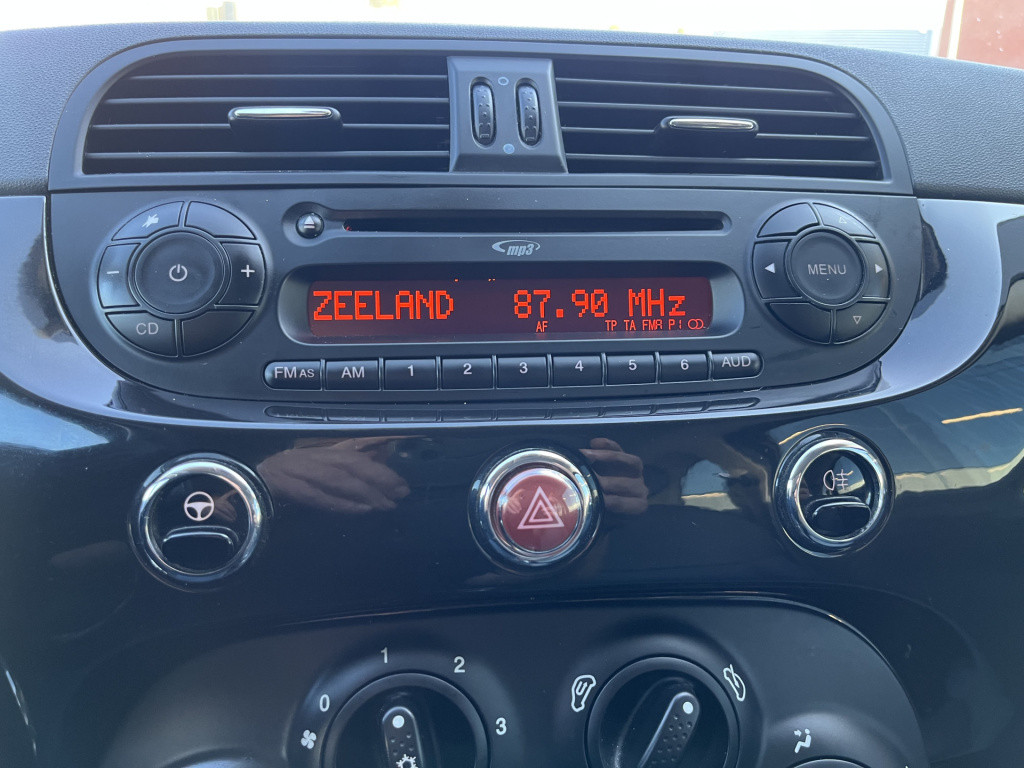 mp3
ZEELAND 87.90 MHz
AF TP TA FMR P1
CD
MENU
FM AS AM 1 2 3 4 5 6 AUD
0 1 2 3